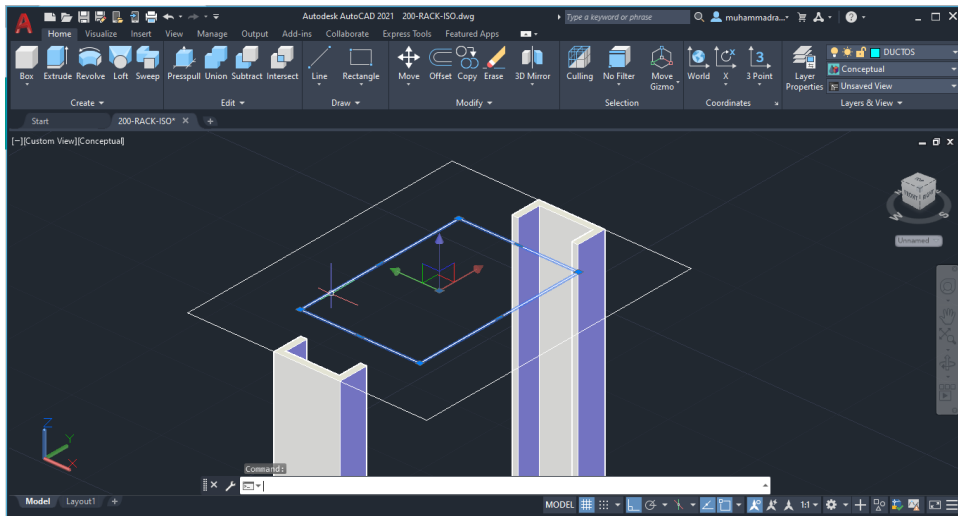 Autodesk AutoCAD 2021 200-RACK-ISO.dwg
Type a keyword or phrase
muhammadra...
Home Visualize Insert View Manage Output Add-ins Collaborate Express Tools Featured Apps
Box Extrude Revolve Loft Sweep Presspull Union Subtract Intersect Line Rectangle Move Offset Copy Erase 3D Mirror Culling No Filter Move Gizmo World X 3 Point Layer Properties
DUCTOS
Conceptual
Unsaved View
Create Edit Draw Modify Selection Coordinates Layers & View
Start 200-RACK-ISO* +
[−][Custom View][Conceptual]
TOP
W S
Unnamed
Z
Y
X
Command:
Model Layout1 +
MODEL 1:1